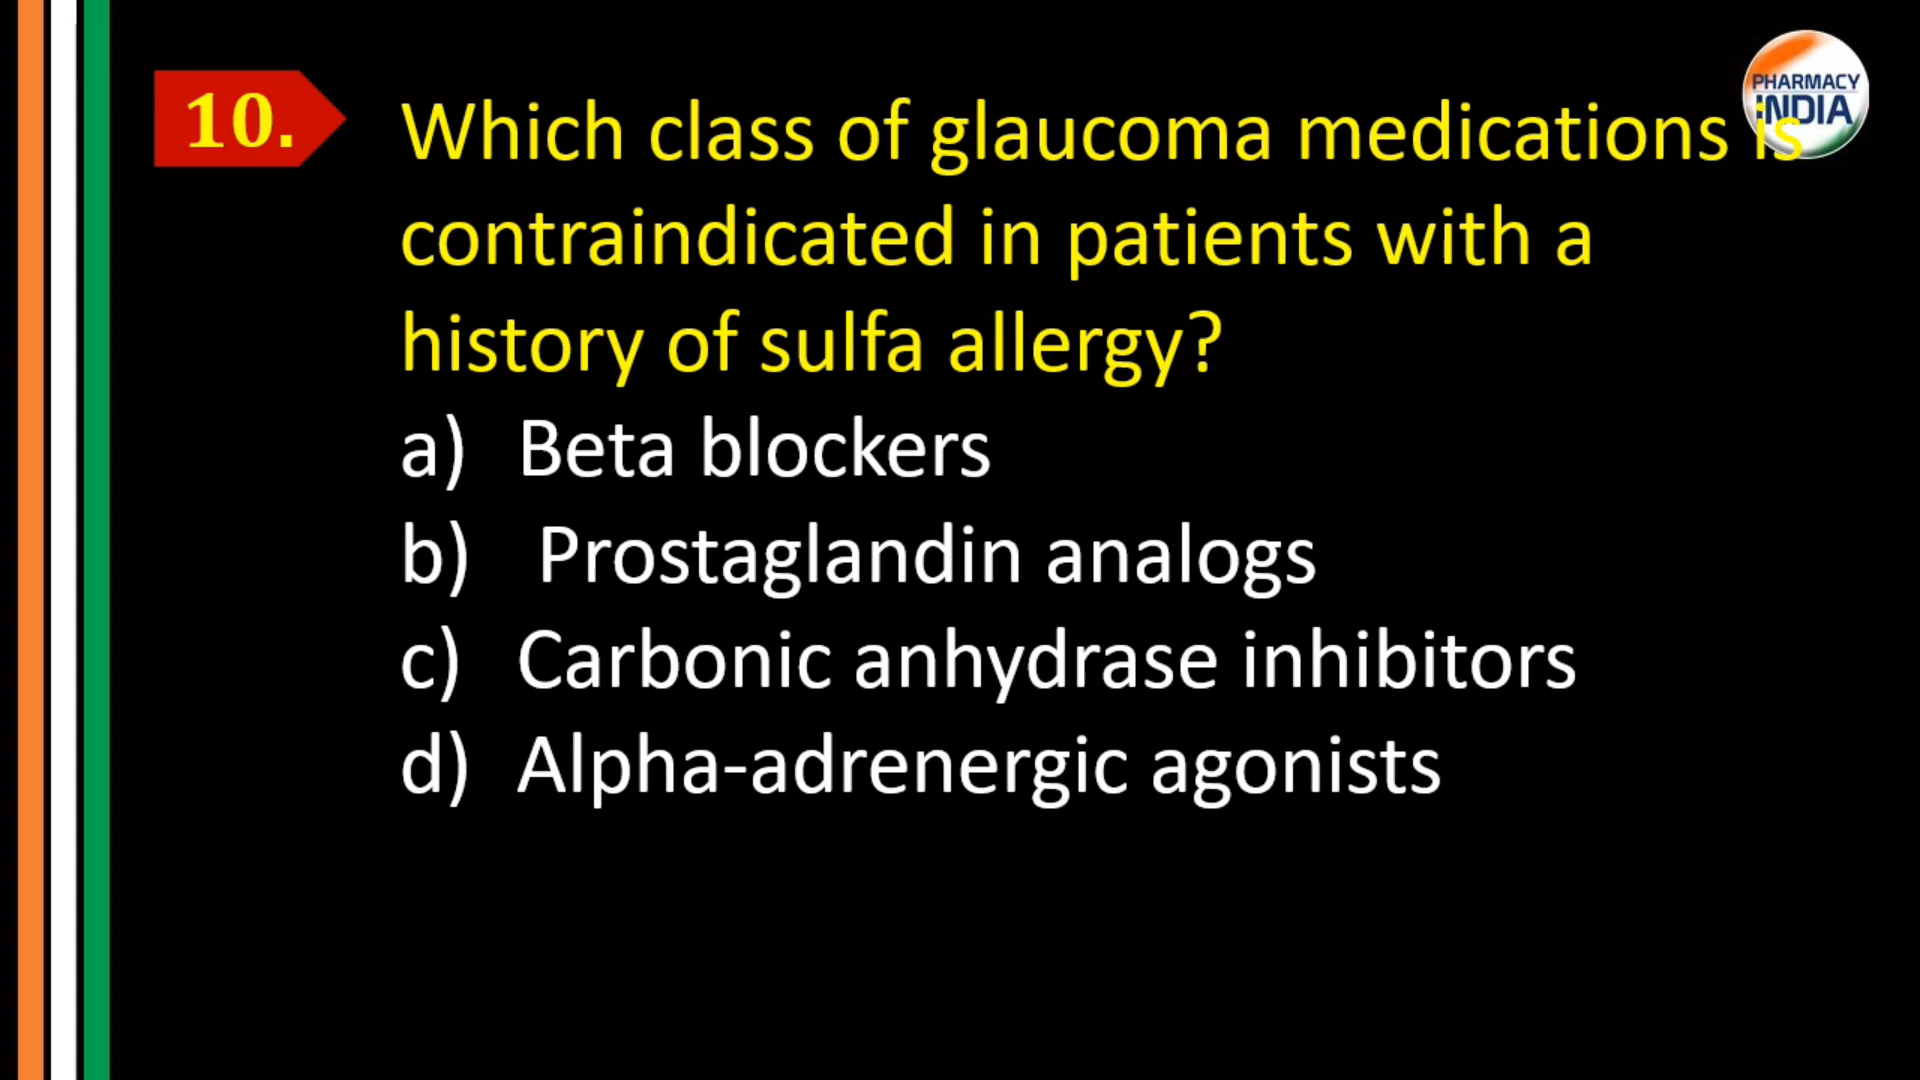 10.
PHARMACY
INDIA
Which class of glaucoma medications is
contraindicated in patients with a
history of sulfa allergy?
a) Beta blockers
b) Prostaglandin analogs
c) Carbonic anhydrase inhibitors
d) Alpha-adrenergic agonists